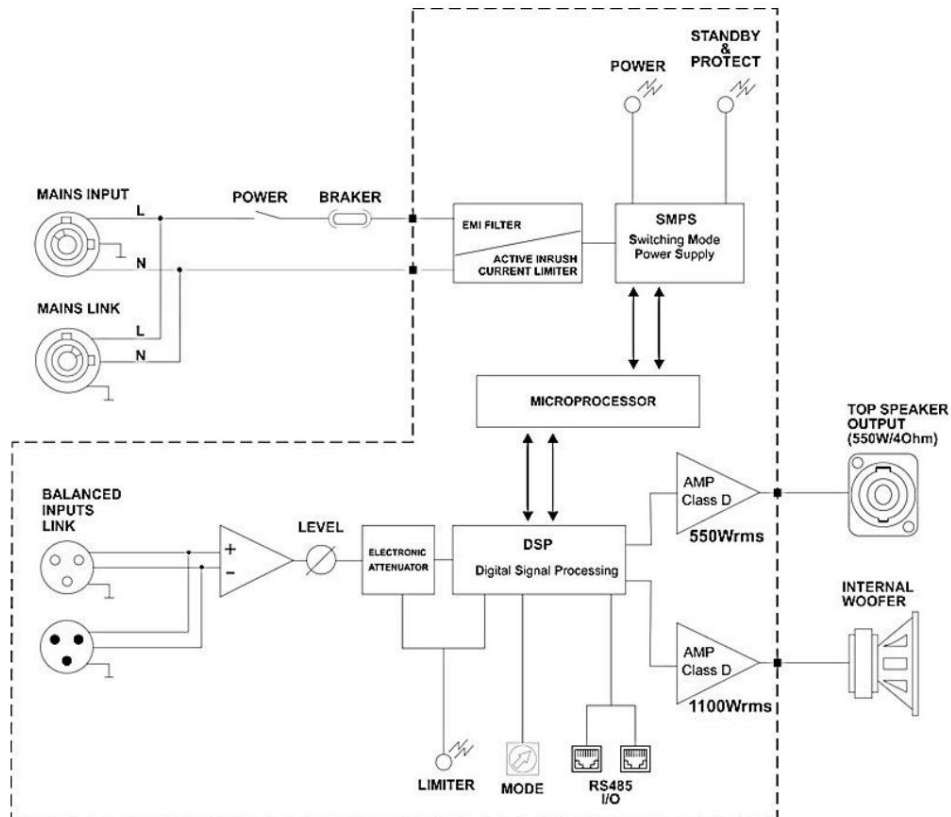 STANDBY
&
PROTECT
POWER
MAINS INPUT
L
POWER
BRAKER
N
EMI FILTER
ACTIVE INRUSH
CURRENT LIMITER
SMPS
Switching Mode
Power Supply
MAINS LINK
L
N
MICROPROCESSOR
TOP SPEAKER
OUTPUT
(550W/4Ohm)
BALANCED
INPUTS
LINK
+
−
LEVEL
ELECTRONIC
ATTENUATOR
DSP
Digital Signal Processing
AMP
Class D
550Wrms
INTERNAL
WOOFER
AMP
Class D
1100Wrms
LIMITER
MODE
RS485
I/O